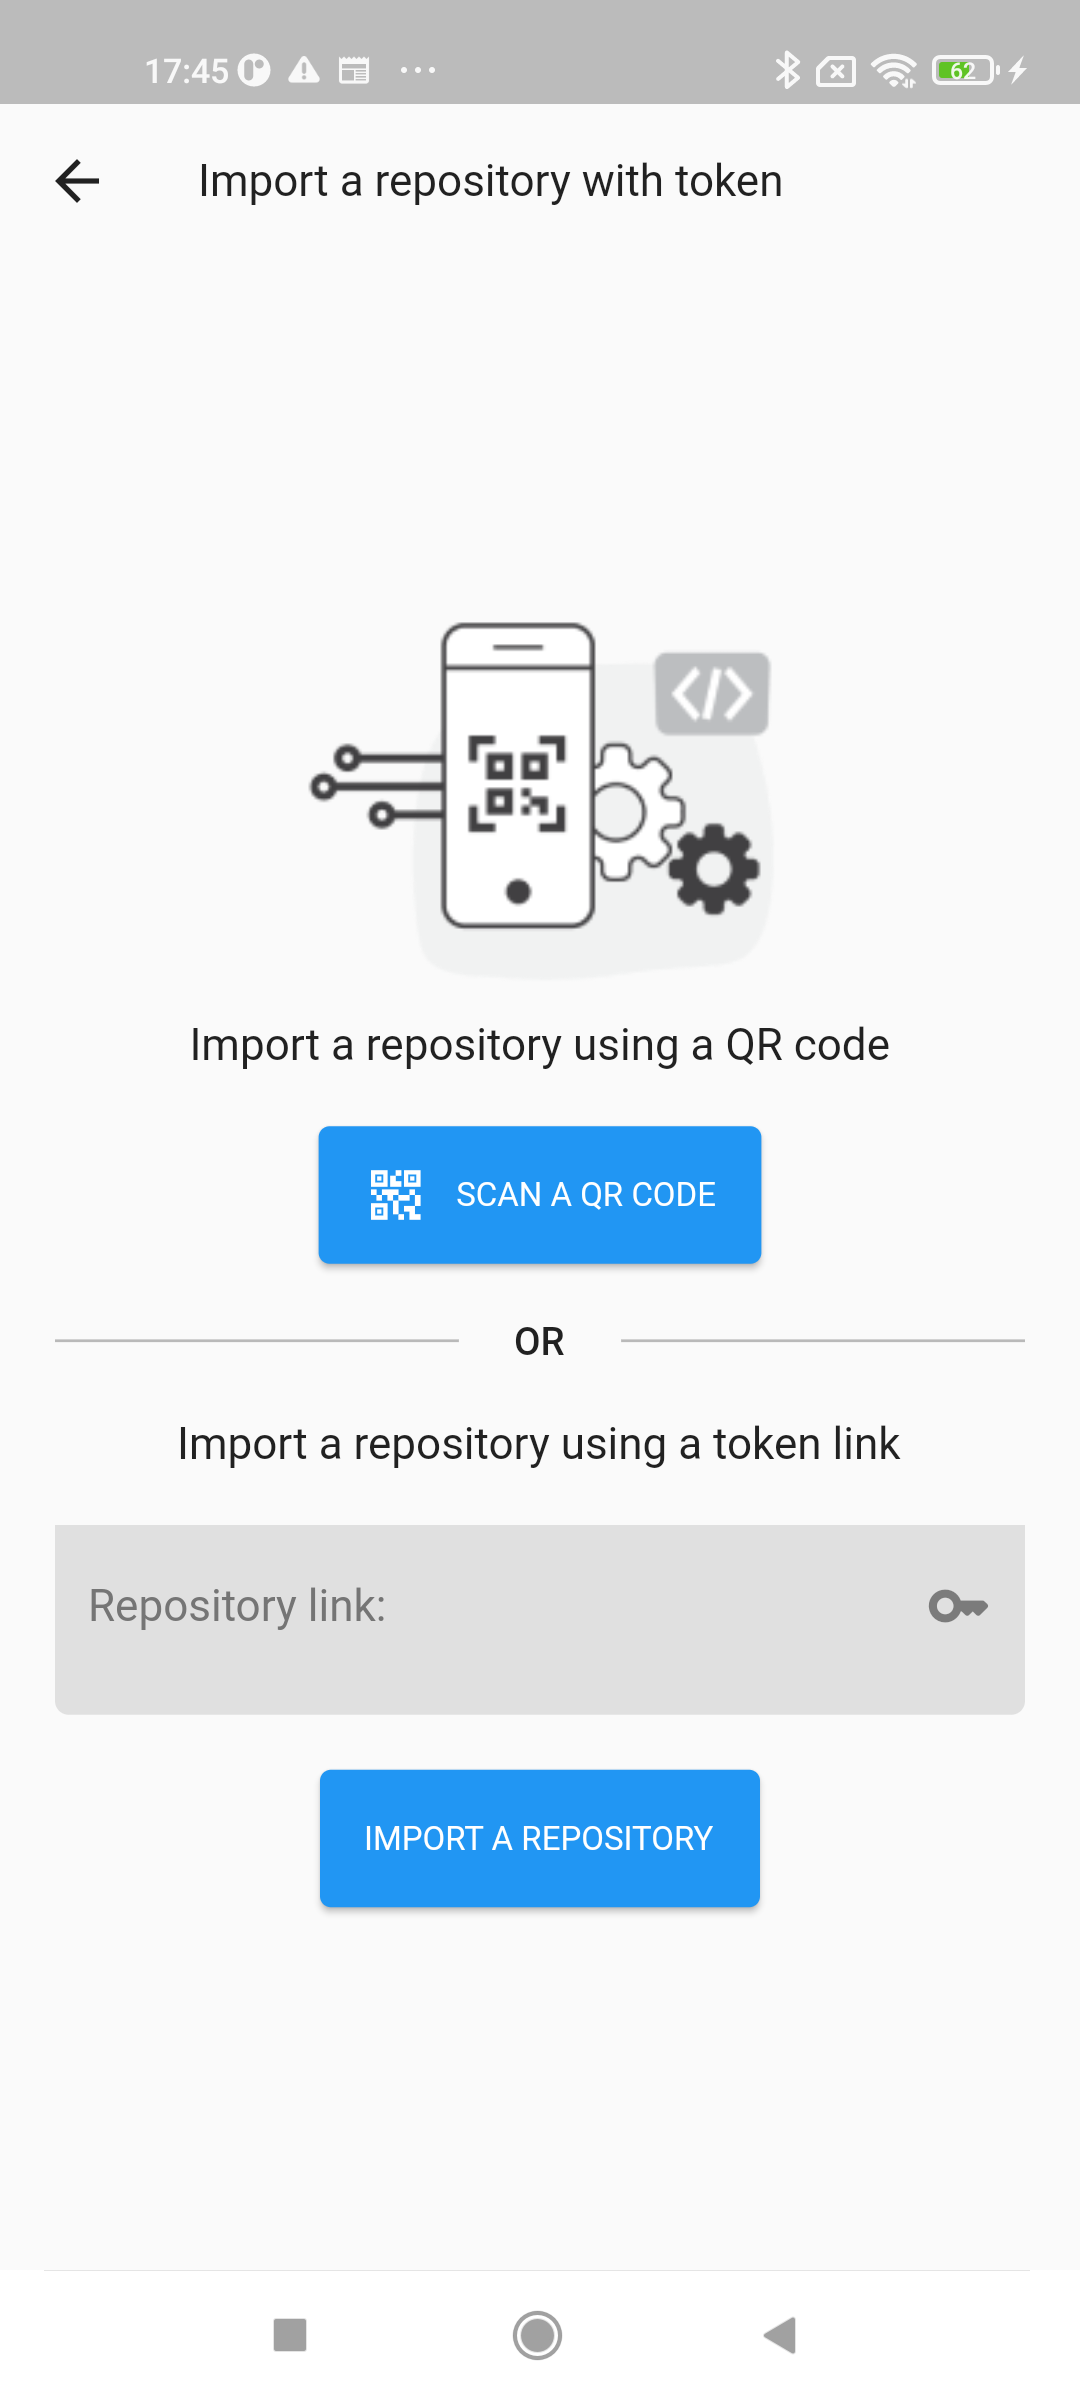 17:45
62
Import a repository with token
Import a repository using a QR code
SCAN A QR CODE
OR
Import a repository using a token link
Repository link:
IMPORT A REPOSITORY